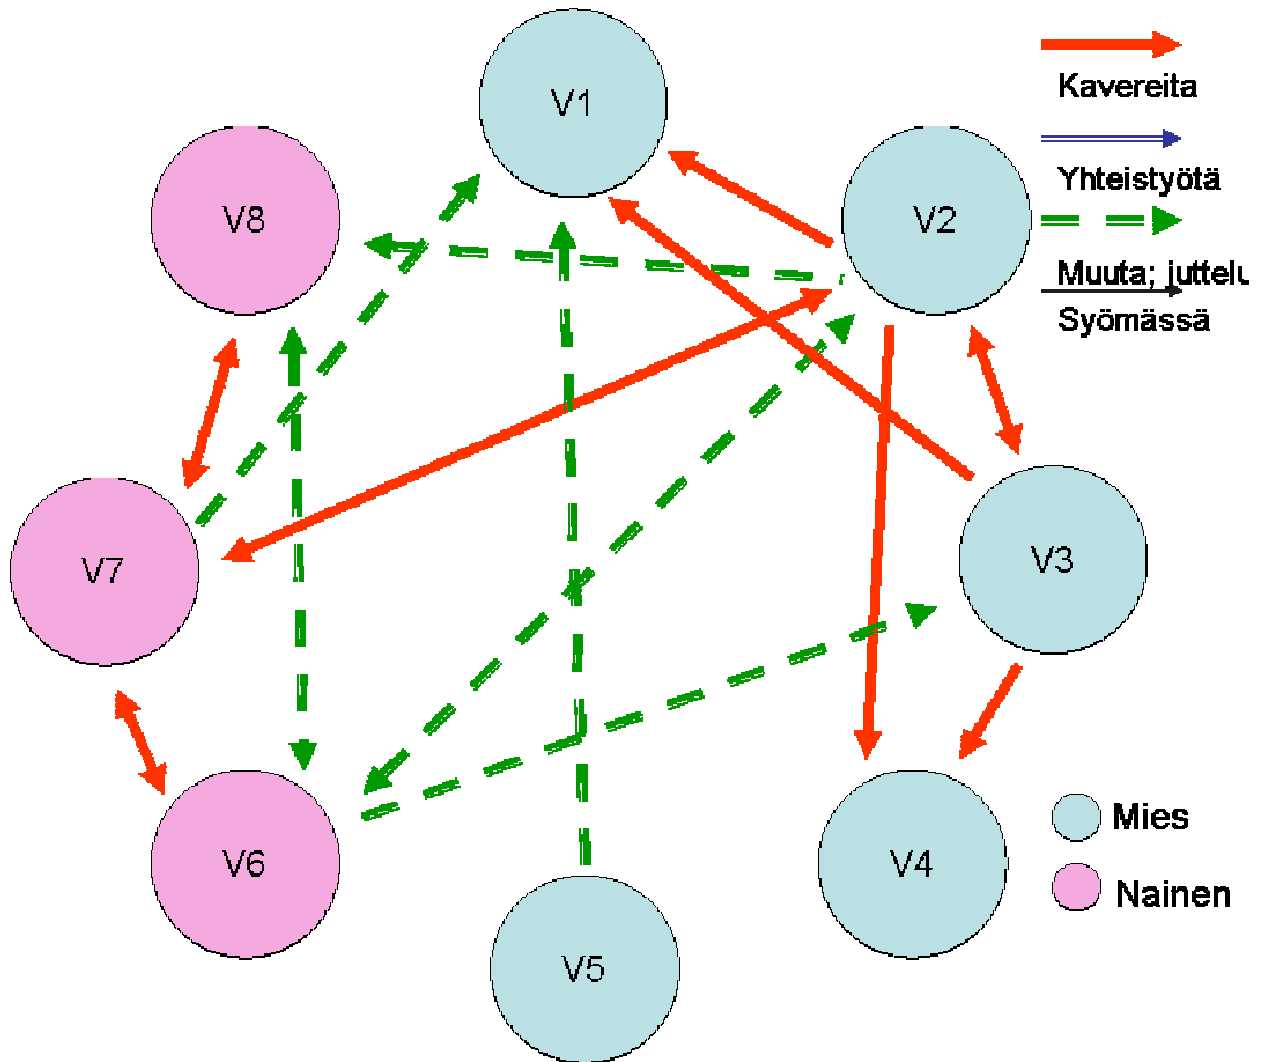 V1
Kavereita
V8
V2
Yhteistyötä
Muuta; juttelu
Syömässä
V7
V3
V6
V4
Mies
Nainen
V5